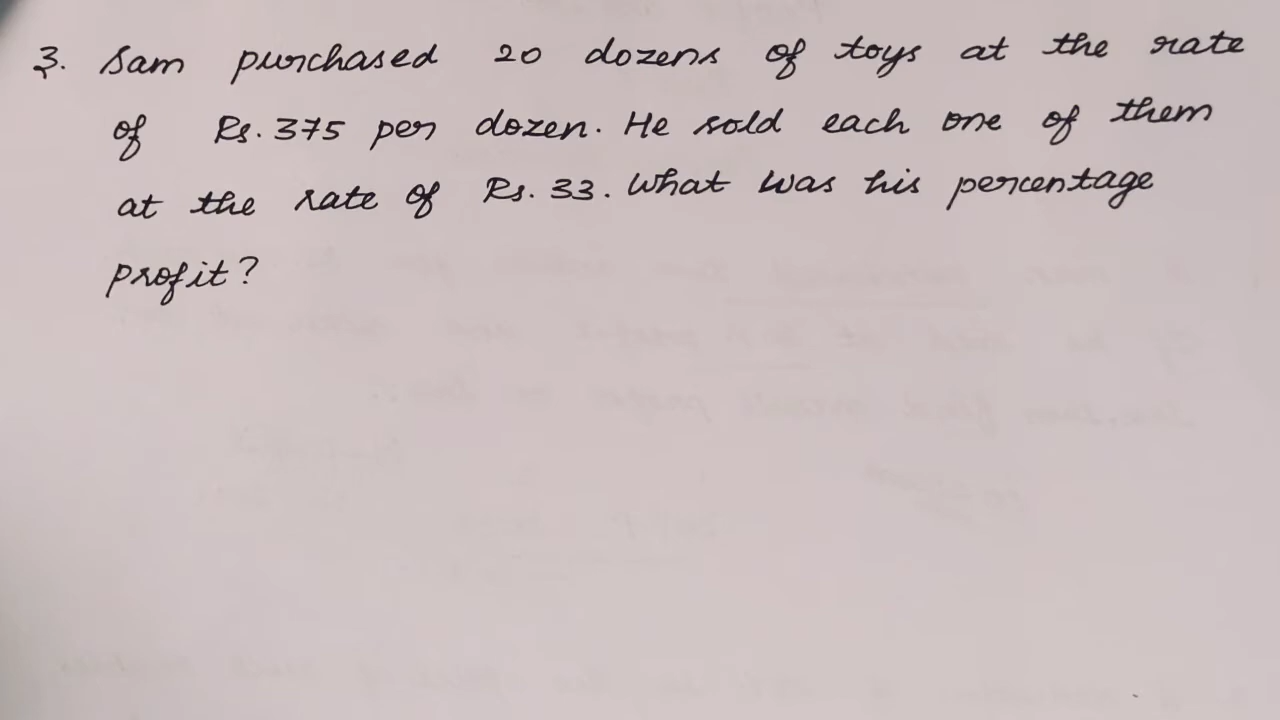 3. Sam purchased 20 dozens of toys at the rate
of Rs. 375 per dozen. He sold each one of them
at the rate of Rs. 33. What was his percentage
profit?